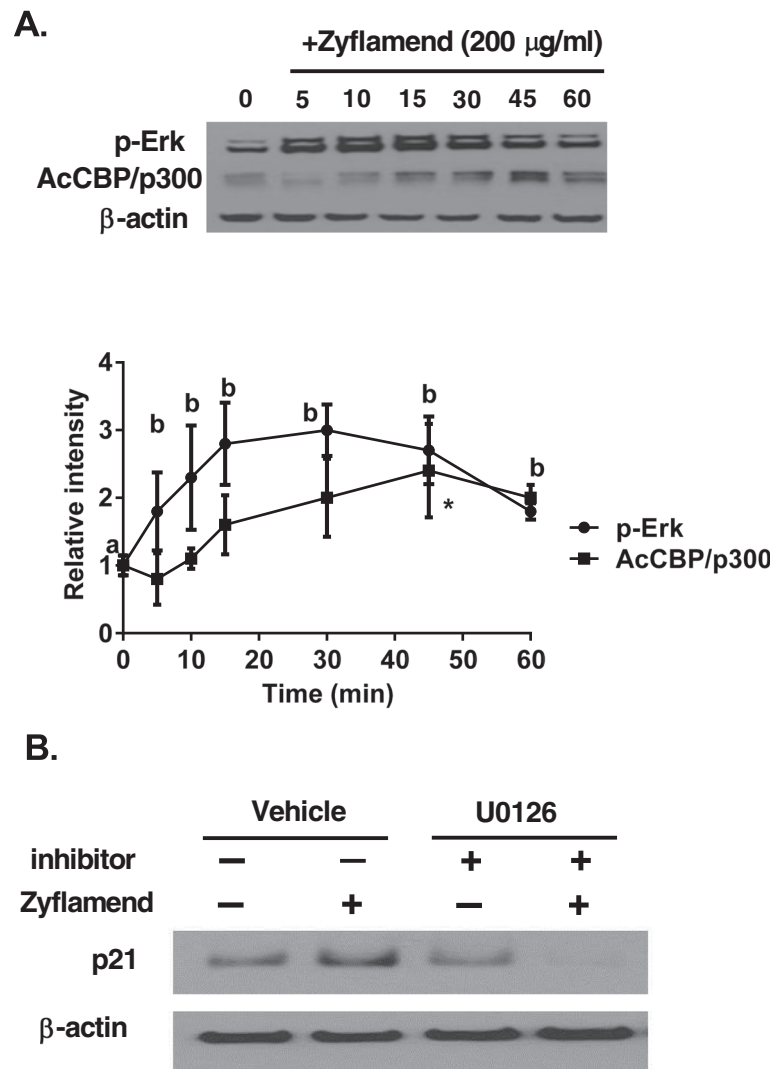 A.
+Zyflamend (200 μg/ml)
0 5 10 15 30 45 60
p-Erk
AcCBP/p300
β-actin
Relative intensity
4
3
2
1
0
a
b
b
b
b
b
b
*
0 10 20 30 40 50 60
Time (min)
p-Erk
AcCBP/p300
B.
Vehicle U0126
inhibitor − − + +
Zyflamend − + − +
p21
β-actin